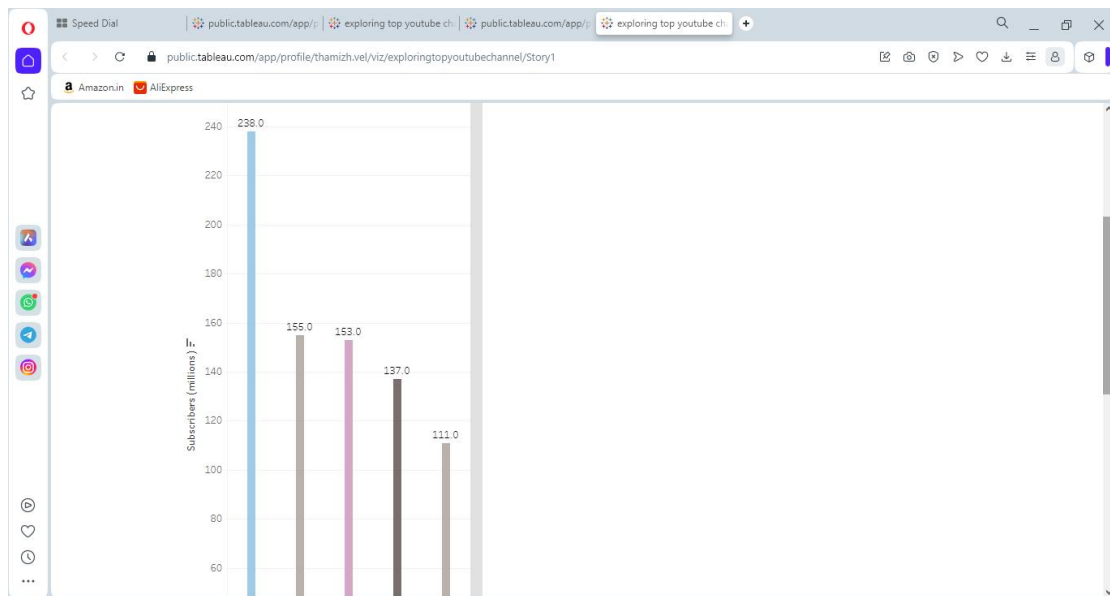 Speed Dial
public.tableau.com/app/p
exploring top youtube ch
public.tableau.com/app/p
exploring top youtube ch
public.tableau.com/app/profile/thamizh.vel/viz/exploringtopyoutubechannel/Story1
Amazon.in
AliExpress
240
238.0
220
200
180
160
155.0
153.0
Subscribers (millions)
140
137.0
120
111.0
100
80
60